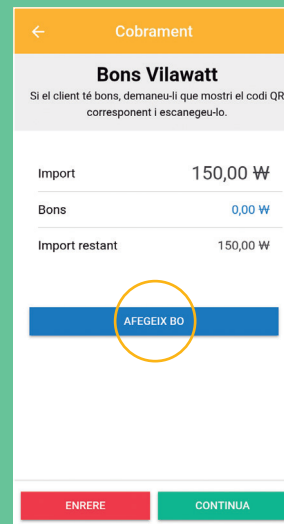 Cobrament
Bons Vilawatt
Si el client té bons, demaneu-li que mostri el codi QR
corresponent i escanegeu-lo.
Import 150,00 ₩
Bons 0,00 ₩
Import restant 150,00 ₩
AFEGEIX BO
ENRERE CONTINUA